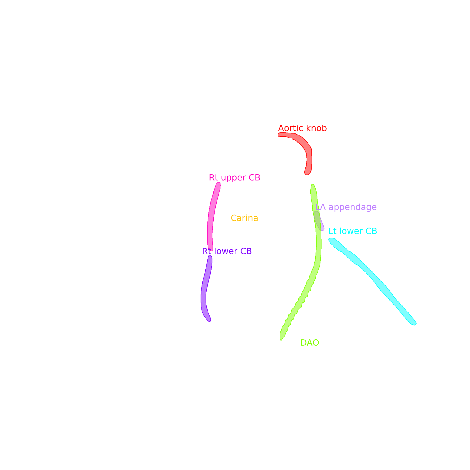 Aortic knob
Rt upper CB
LA appendage
Carina
Lt lower CB
Rt lower CB
DAO